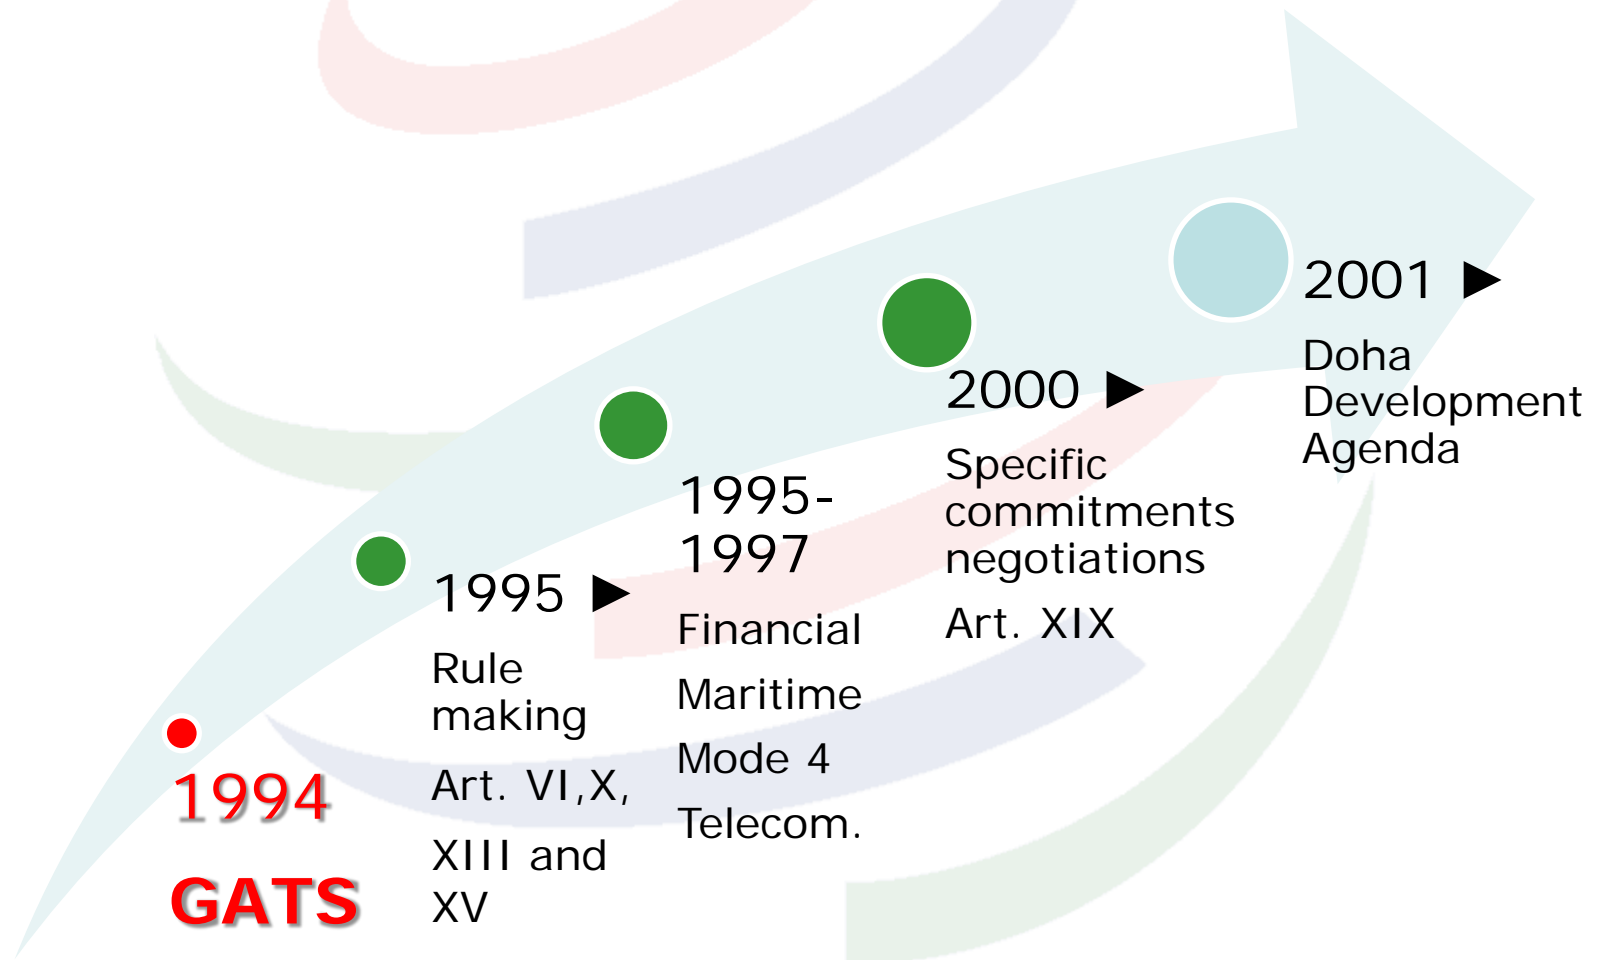 1994
GATS
1995 ►
Rule
making
Art. VI,X,
XIII and
XV
1995-
1997
Financial
Maritime
Mode 4
Telecom.
2000 ►
Specific
commitments
negotiations
Art. XIX
2001 ►
Doha
Development
Agenda